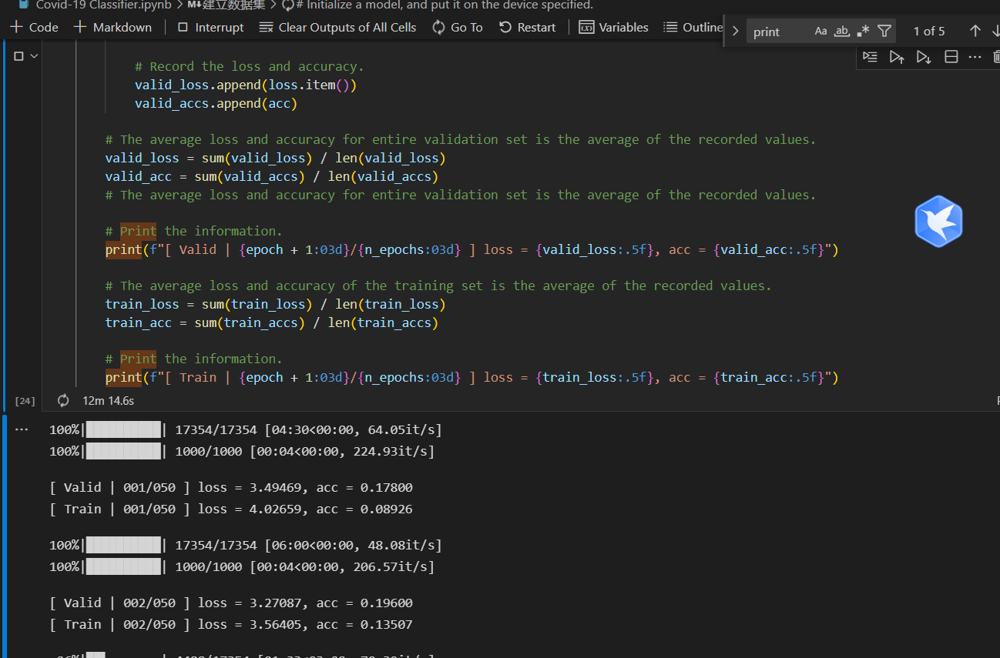 Covid-19 Classifier.ipynb > M↓建立数据集 > # Initialize a model, and put it on the device specified.
+ Code + Markdown | Interrupt Clear Outputs of All Cells Go To Restart | Variables Outline
print Aa ab .* 1 of 5
# Record the loss and accuracy.
valid_loss.append(loss.item())
valid_accs.append(acc)
# The average loss and accuracy for entire validation set is the average of the recorded values.
valid_loss = sum(valid_loss) / len(valid_loss)
valid_acc = sum(valid_accs) / len(valid_accs)
# The average loss and accuracy for entire validation set is the average of the recorded values.
# Print the information.
print(f"[ Valid | {epoch + 1:03d}/{n_epochs:03d} ] loss = {valid_loss:.5f}, acc = {valid_acc:.5f}")
# The average loss and accuracy of the training set is the average of the recorded values.
train_loss = sum(train_loss) / len(train_loss)
train_acc = sum(train_accs) / len(train_accs)
# Print the information.
print(f"[ Train | {epoch + 1:03d}/{n_epochs:03d} ] loss = {train_loss:.5f}, acc = {train_acc:.5f}")
[24] 12m 14.6s
100%|██████████| 17354/17354 [04:30<00:00, 64.05it/s]
100%|██████████| 1000/1000 [00:04<00:00, 224.93it/s]
[ Valid | 001/050 ] loss = 3.49469, acc = 0.17800
[ Train | 001/050 ] loss = 4.02659, acc = 0.08926
100%|██████████| 17354/17354 [06:00<00:00, 48.08it/s]
100%|██████████| 1000/1000 [00:04<00:00, 206.57it/s]
[ Valid | 002/050 ] loss = 3.27087, acc = 0.19600
[ Train | 002/050 ] loss = 3.56405, acc = 0.13507